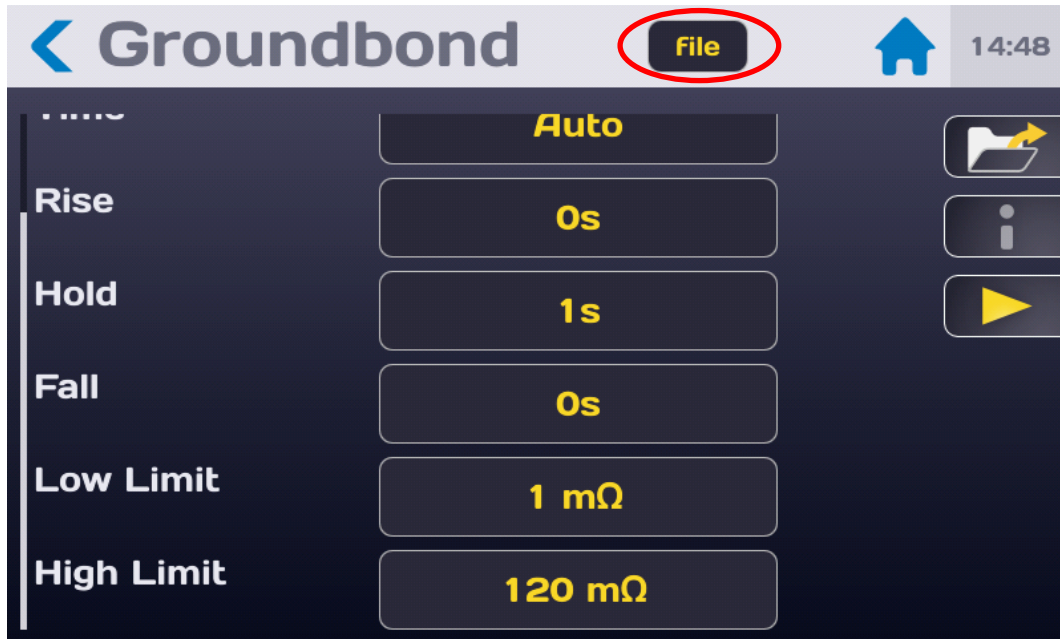 Groundbond file 14:48
Time Auto
Rise 0s
Hold 1s
Fall 0s
Low Limit 1 mΩ
High Limit 120 mΩ